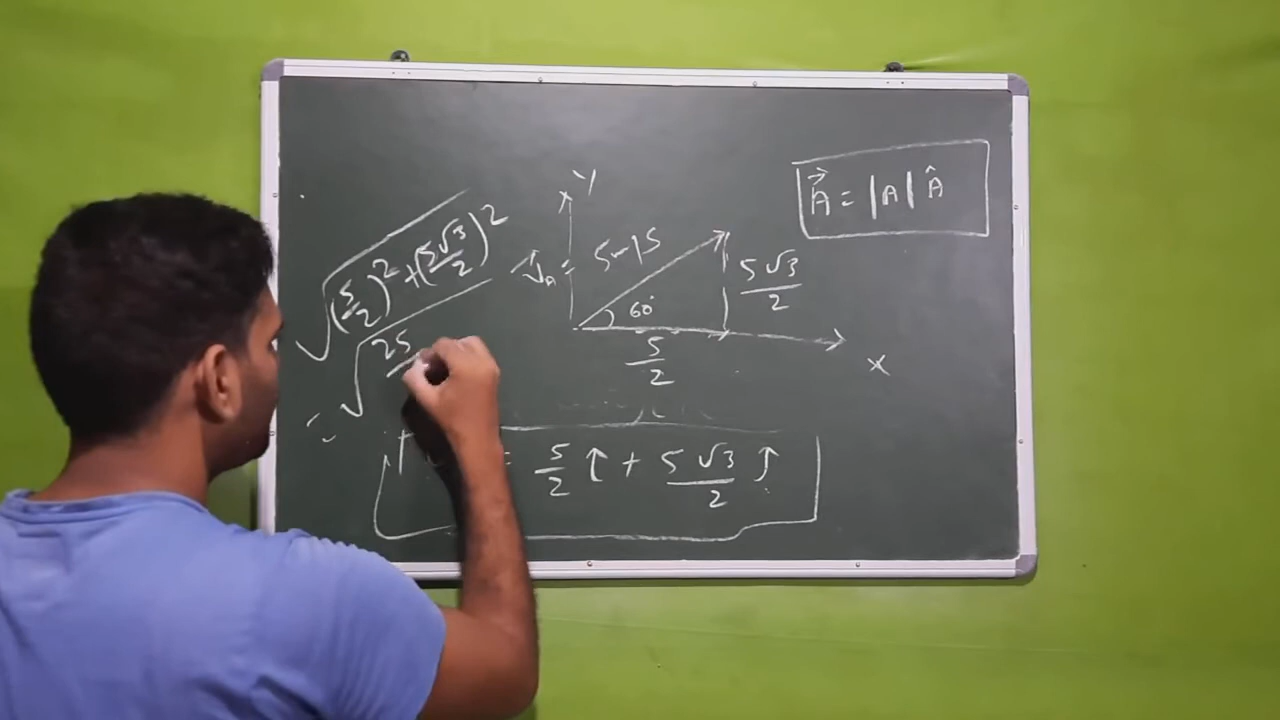 √(5/2)² + (5√3/2)²
√25
Y
V⃗A =
5 m/s
60°
5√3/2
5/2
X
A⃗ = |A| Â
= 5/2 î + 5√3/2 ĵ